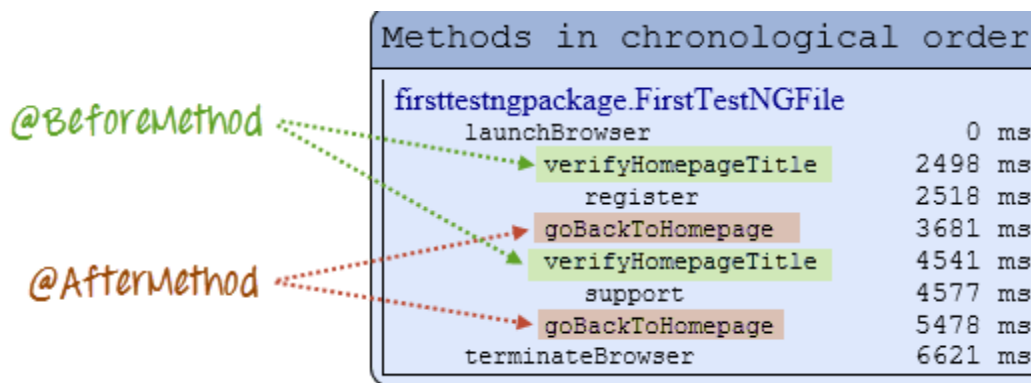 Methods in chronological order
firsttestngpackage.FirstTestNGFile
launchBrowser 0 ms
@BeforeMethod
verifyHomepageTitle 2498 ms
register 2518 ms
goBackToHomepage 3681 ms
verifyHomepageTitle 4541 ms
@AfterMethod
support 4577 ms
goBackToHomepage 5478 ms
terminateBrowser 6621 ms